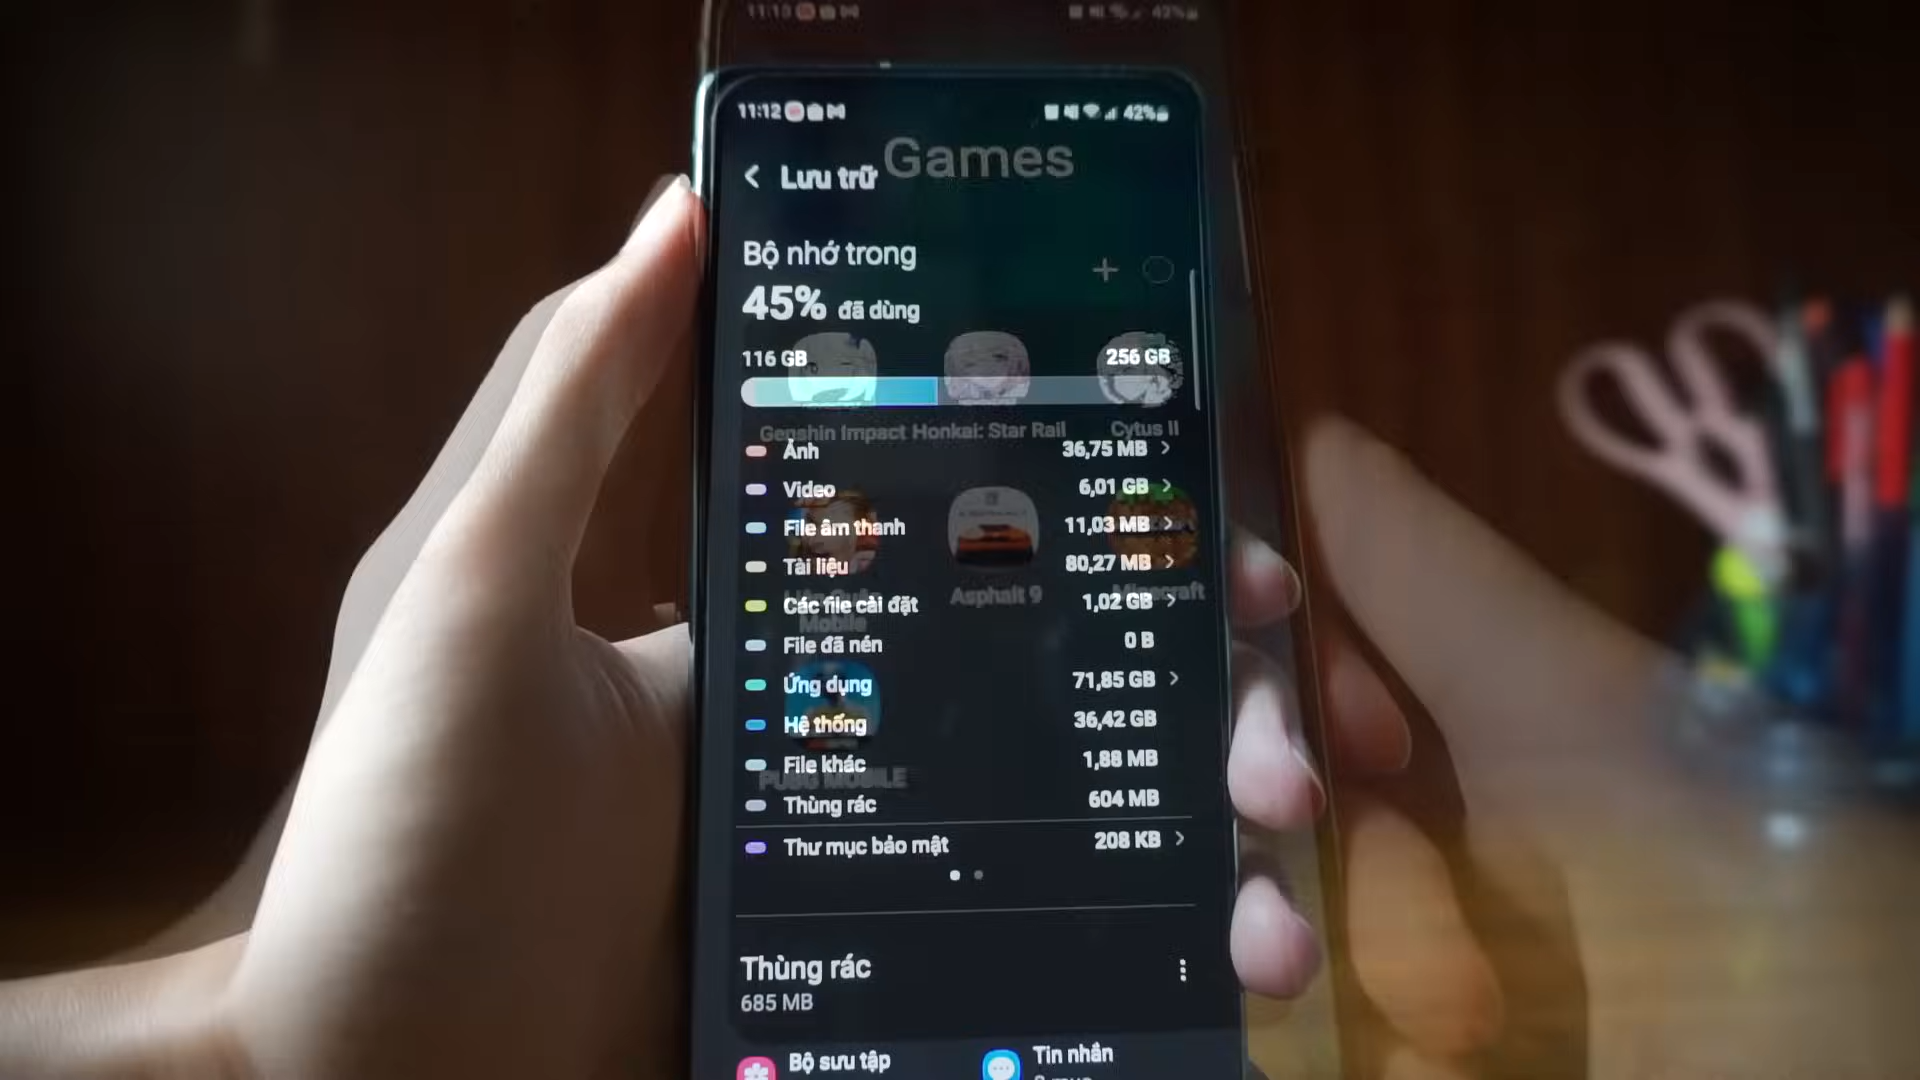 11:13
43%
11:12
42%
Games
Lưu trữ
Bộ nhớ trong
45% đã dùng
116 GB 256 GB
Genshin Impact Honkai: Star Rail Cytus II
Ảnh 36,75 MB
Video 6,01 GB
File âm thanh 11,03 MB
Tài liệu 80,27 MB
Asphalt 9 Minecraft
Các file cài đặt 1,02 GB
Mobile
File đã nén 0 B
Ứng dụng 71,85 GB
Hệ thống 36,42 GB
File khác 1,88 MB
PUBG MOBILE
Thùng rác 604 MB
Thư mục bảo mật 208 KB
Thùng rác
685 MB
Bộ sưu tập Tin nhắn